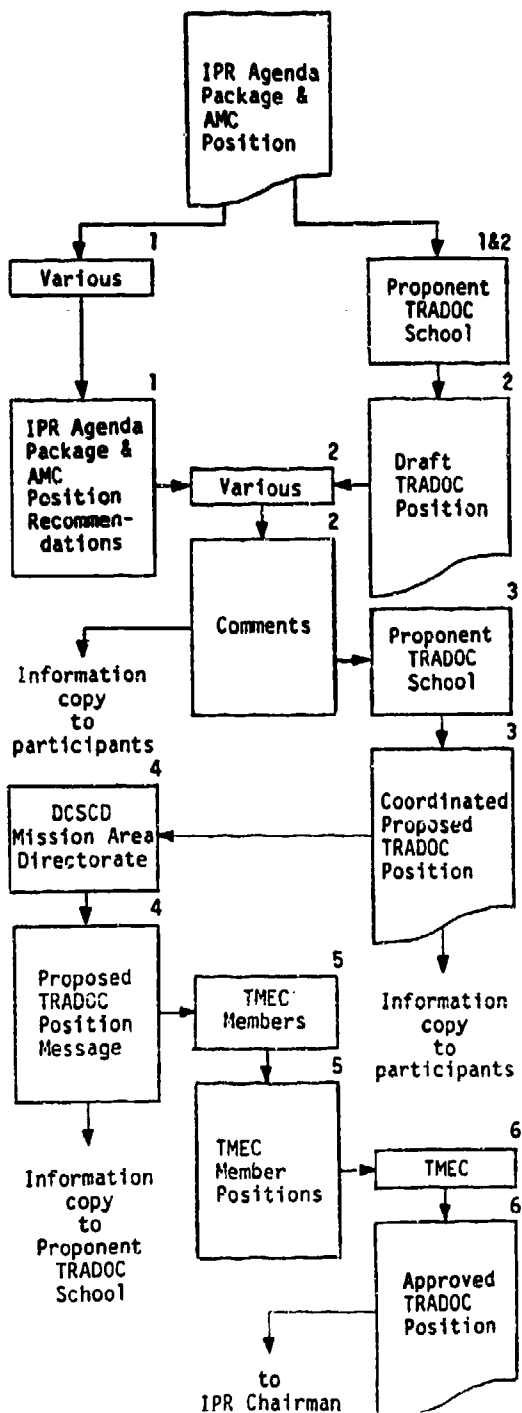 IPR Agenda
Package &
AMC
Position
1
Various
1&2
Proponent
TRADOC
School
1
IPR Agenda
Package &
AMC
Position
Recommen-
dations
2
Various
2
Draft
TRADOC
Position
2
Comments
Information
copy
to
participants
3
Proponent
TRADOC
School
3
Coordinated
Proposed
TRADOC
Position
4
DCSCD
Mission Area
Directorate
4
Proposed
TRADOC
Position
Message
Information
copy
to
participants
5
TMEC
Members
5
TMEC
Member
Positions
Information
copy
to
Proponent
TRADOC
School
6
TMEC
6
Approved
TRADOC
Position
to
IPR Chairman